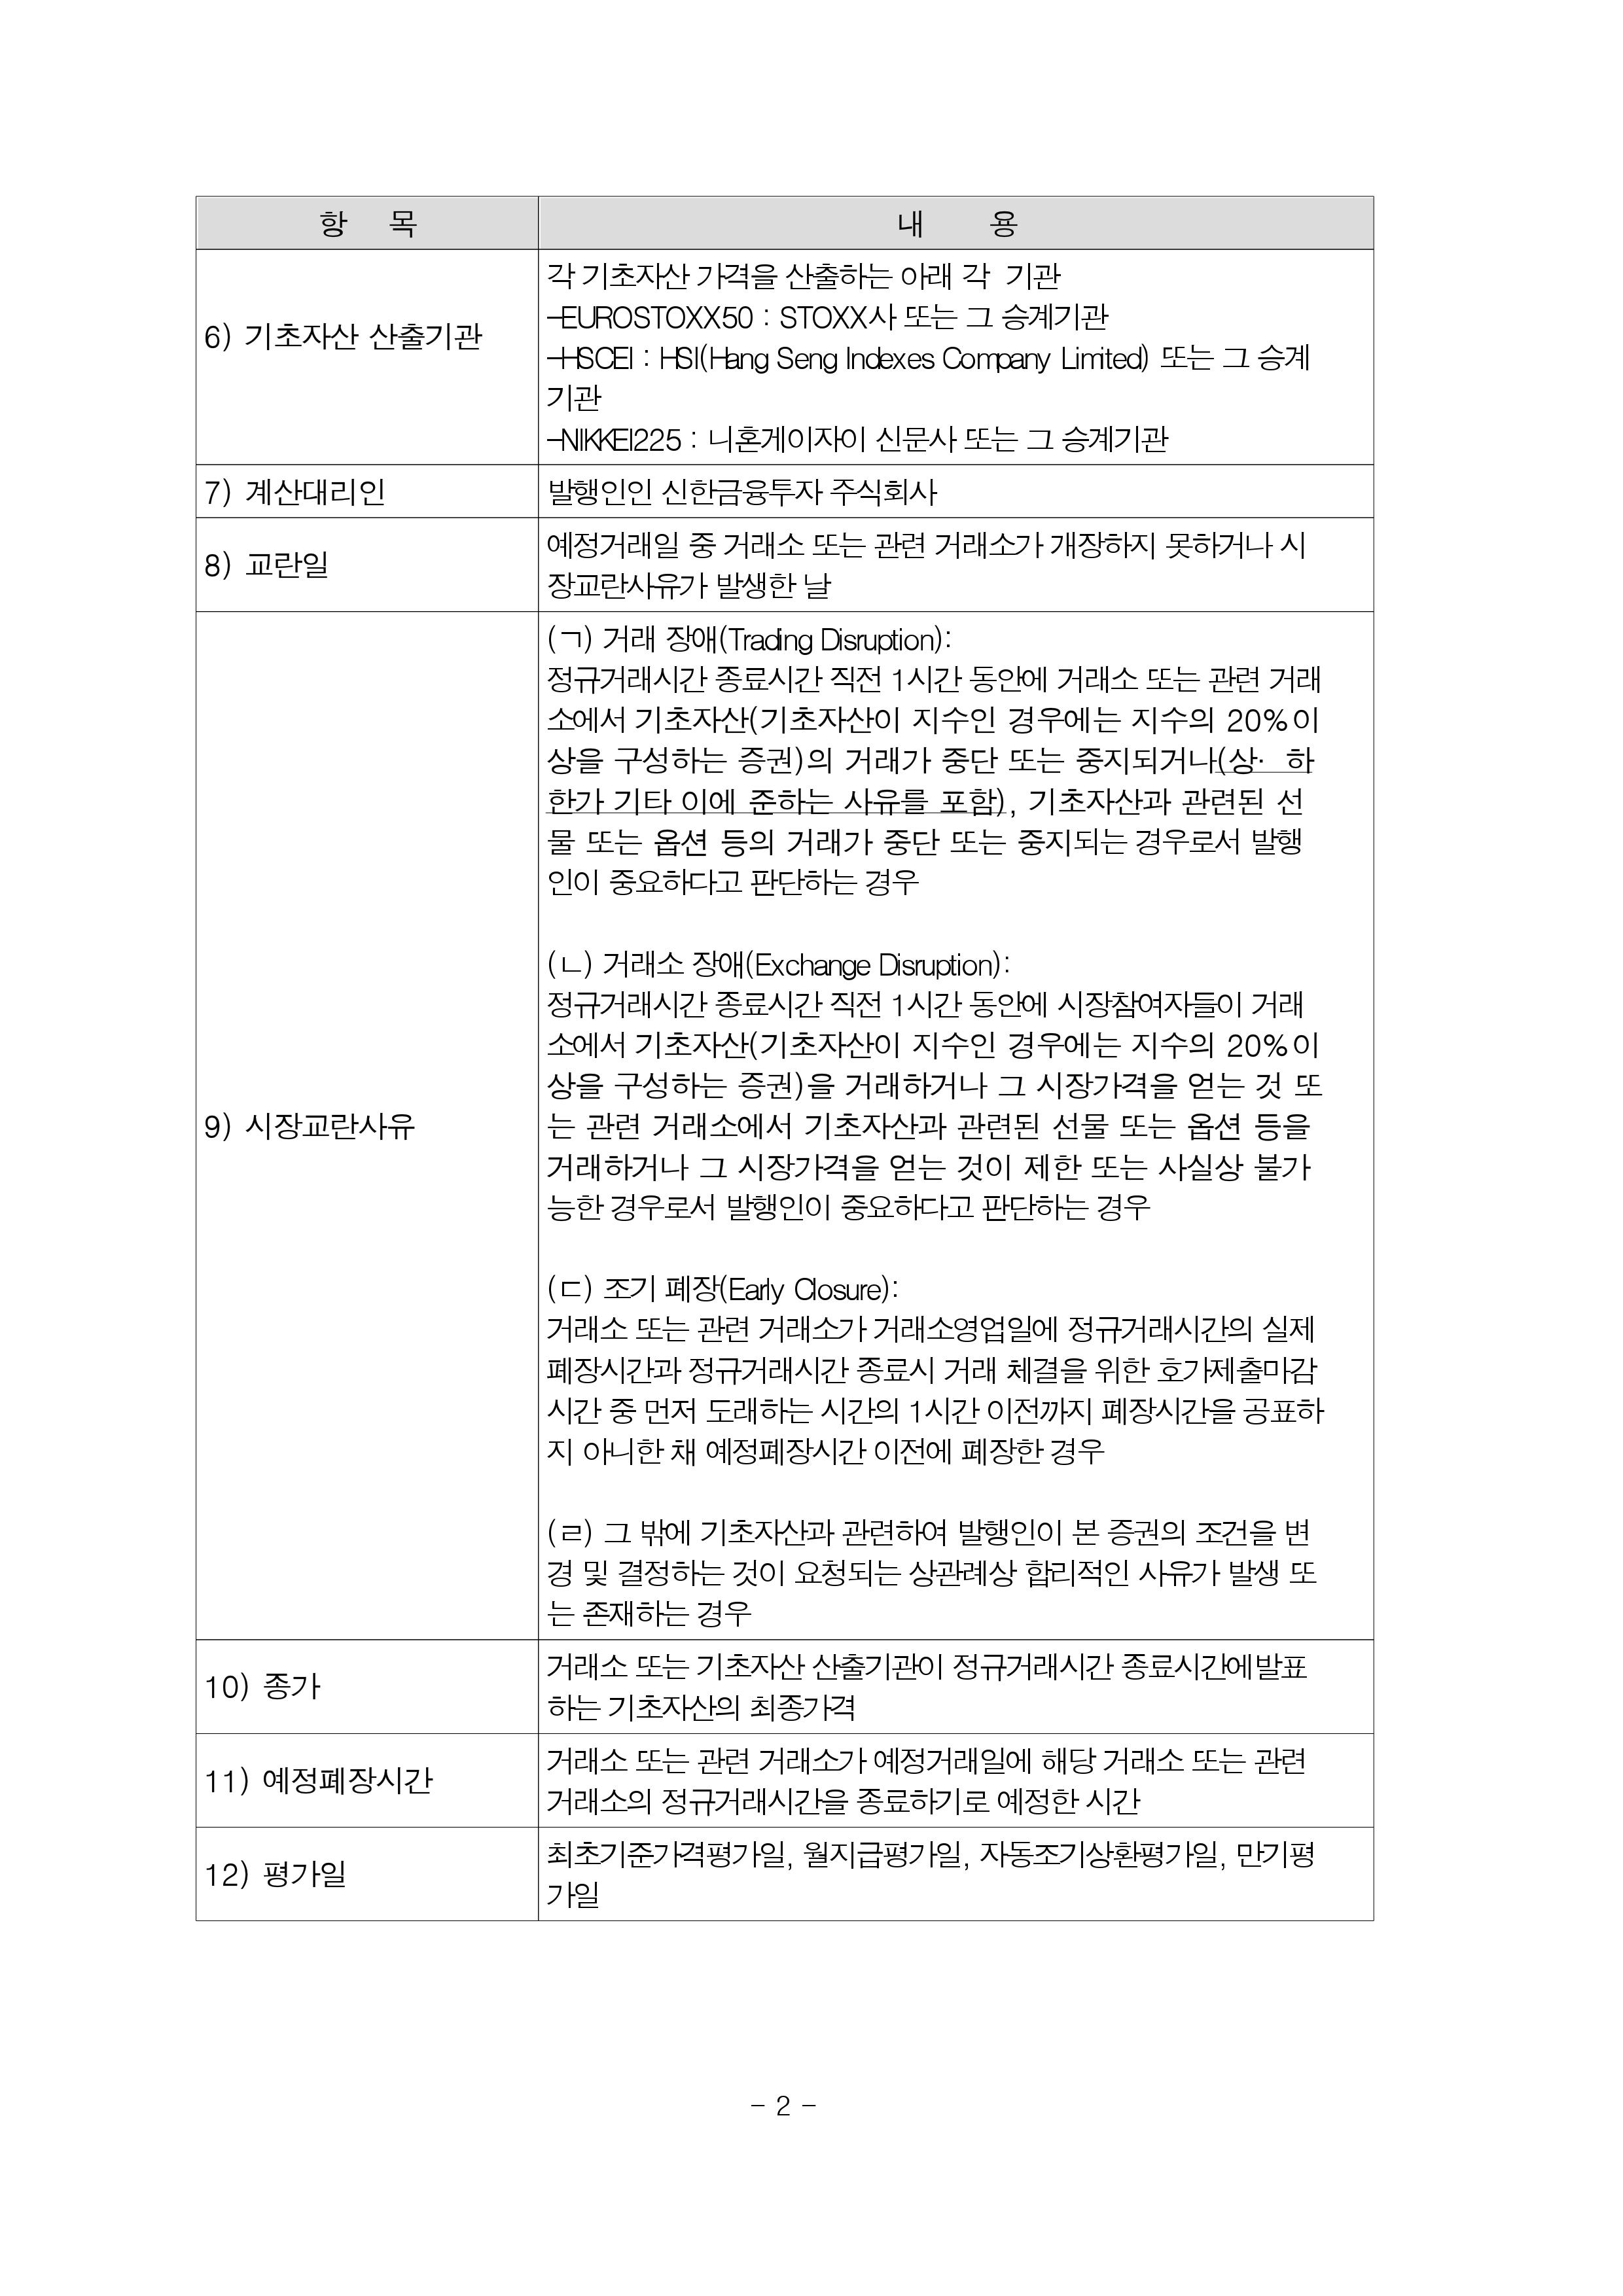 항 목
내 용
6) 기초자산 산출기관
각 기초자산 가격을 산출하는 아래 각 기관
-EUROSTOXX50 : STOXX사 또는 그 승계기관
-HSCEI : HSI(Hang Seng Indexes Company Limited) 또는 그 승계
기관
-NIKKEI225 : 니혼게이자이 신문사 또는 그 승계기관
7) 계산대리인
발행인인 신한금융투자 주식회사
8) 교란일
예정거래일 중 거래소 또는 관련 거래소가 개장하지 못하거나 시
장교란사유가 발생한 날
9) 시장교란사유
(ㄱ) 거래 장애(Trading Disruption):
정규거래시간 종료시간 직전 1시간 동안에 거래소 또는 관련 거래
소에서 기초자산(기초자산이 지수인 경우에는 지수의 20%이
상을 구성하는 증권)의 거래가 중단 또는 중지되거나(상· 하
한가 기타 이에 준하는 사유를 포함), 기초자산과 관련된 선
물 또는 옵션 등의 거래가 중단 또는 중지되는 경우로서 발행
인이 중요하다고 판단하는 경우
(ㄴ) 거래소 장애(Exchange Disruption):
정규거래시간 종료시간 직전 1시간 동안에 시장참여자들이 거래
소에서 기초자산(기초자산이 지수인 경우에는 지수의 20%이
상을 구성하는 증권)을 거래하거나 그 시장가격을 얻는 것 또
는 관련 거래소에서 기초자산과 관련된 선물 또는 옵션 등을
거래하거나 그 시장가격을 얻는 것이 제한 또는 사실상 불가
능한 경우로서 발행인이 중요하다고 판단하는 경우
(ㄷ) 조기 폐장(Early Closure):
거래소 또는 관련 거래소가 거래소영업일에 정규거래시간의 실제
폐장시간과 정규거래시간 종료시 거래 체결을 위한 호가제출마감
시간 중 먼저 도래하는 시간의 1시간 이전까지 폐장시간을 공표하
지 아니한 채 예정폐장시간 이전에 폐장한 경우
(ㄹ) 그 밖에 기초자산과 관련하여 발행인이 본 증권의 조건을 변
경 및 결정하는 것이 요청되는 상관례상 합리적인 사유가 발생 또
는 존재하는 경우
10) 종가
거래소 또는 기초자산 산출기관이 정규거래시간 종료시간에발표
하는 기초자산의 최종가격
11) 예정폐장시간
거래소 또는 관련 거래소가 예정거래일에 해당 거래소 또는 관련
거래소의 정규거래시간을 종료하기로 예정한 시간
12) 평가일
최초기준가격평가일, 월지급평가일, 자동조기상환평가일, 만기평
가일
- 2 -